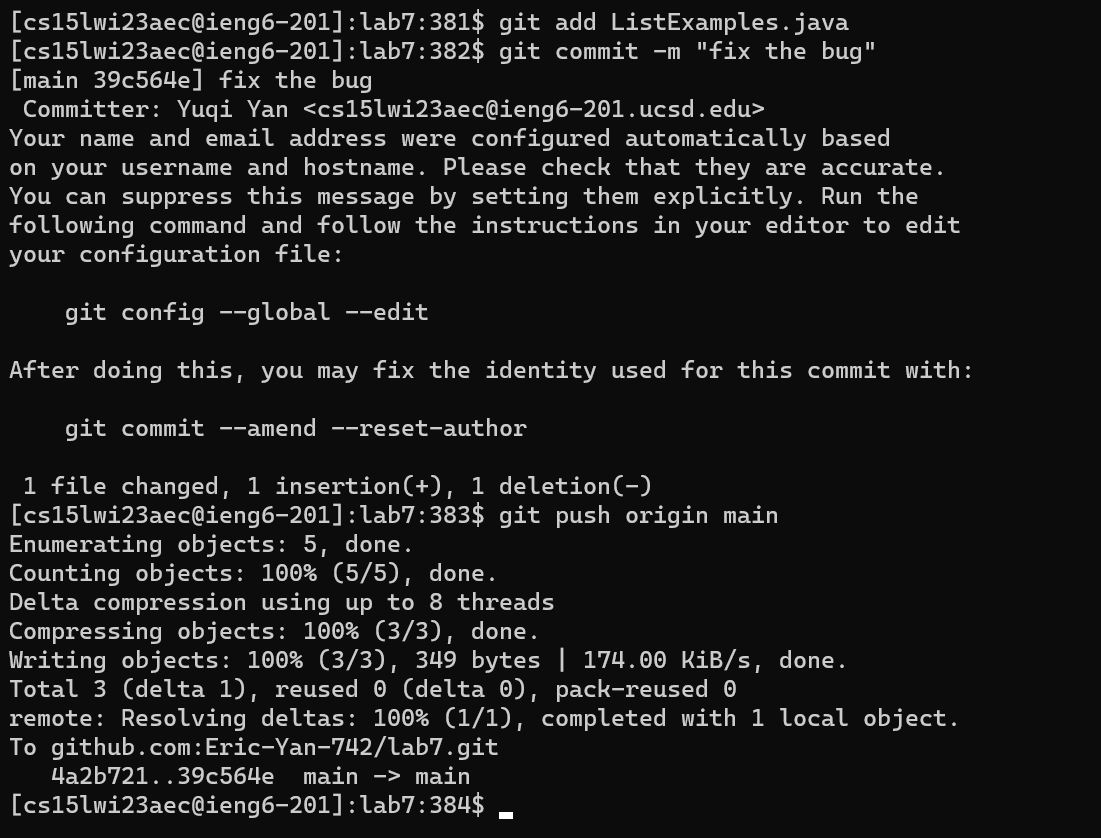 [cs15lwi23aec@ieng6-201]:lab7:381$ git add ListExamples.java
[cs15lwi23aec@ieng6-201]:lab7:382$ git commit -m "fix the bug"
[main 39c564e] fix the bug
 Committer: Yuqi Yan <cs15lwi23aec@ieng6-201.ucsd.edu>
Your name and email address were configured automatically based
on your username and hostname. Please check that they are accurate.
You can suppress this message by setting them explicitly. Run the
following command and follow the instructions in your editor to edit
your configuration file:

    git config --global --edit

After doing this, you may fix the identity used for this commit with:

    git commit --amend --reset-author

 1 file changed, 1 insertion(+), 1 deletion(-)
[cs15lwi23aec@ieng6-201]:lab7:383$ git push origin main
Enumerating objects: 5, done.
Counting objects: 100% (5/5), done.
Delta compression using up to 8 threads
Compressing objects: 100% (3/3), done.
Writing objects: 100% (3/3), 349 bytes | 174.00 KiB/s, done.
Total 3 (delta 1), reused 0 (delta 0), pack-reused 0
remote: Resolving deltas: 100% (1/1), completed with 1 local object.
To github.com:Eric-Yan-742/lab7.git
   4a2b721..39c564e  main -> main
[cs15lwi23aec@ieng6-201]:lab7:384$